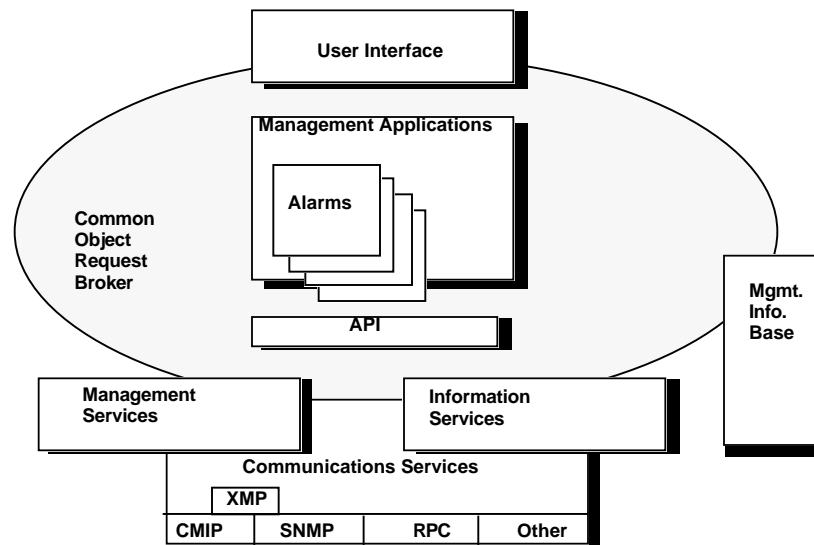 User Interface
Management Applications
Alarms
Common
Object
Request
Broker
API
Mgmt.
Info.
Base
Management
Services
Information
Services
Communications Services
XMP
CMIP SNMP RPC Other